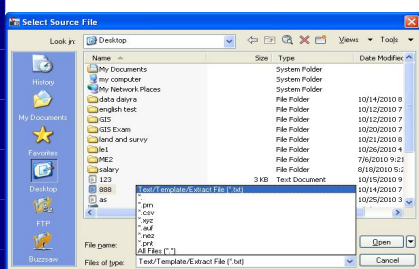 Select Source File
Look in: Desktop Views Tools
Name Size Type Date Modified
My Documents System Folder
my computer System Folder
My Network Places System Folder
data daiyra File Folder 10/14/2010 8
english test File Folder 10/12/2010 7
GIS File Folder 10/12/2010 7
GIS Exam File Folder 10/20/2010 7
land and survy File Folder 10/21/2010 8
le1 File Folder 10/26/2010 4
ME2 File Folder 7/6/2010 9:21
salary File Folder 8/18/2010 5:2
123 3 KB Text Document 10/15/2010 9
888 10/14/2010 7
as 10/25/2010 3
Text/Template/Extract File (*.txt)
*.prn
*.csv
*.xyz
*.auf
*.nez
*.pnt
All Files (*.*)
History
My Documents
Favorites
Desktop
FTP
Buzzsaw
File name: Open
Files of type: Text/Template/Extract File (*.txt) Cancel